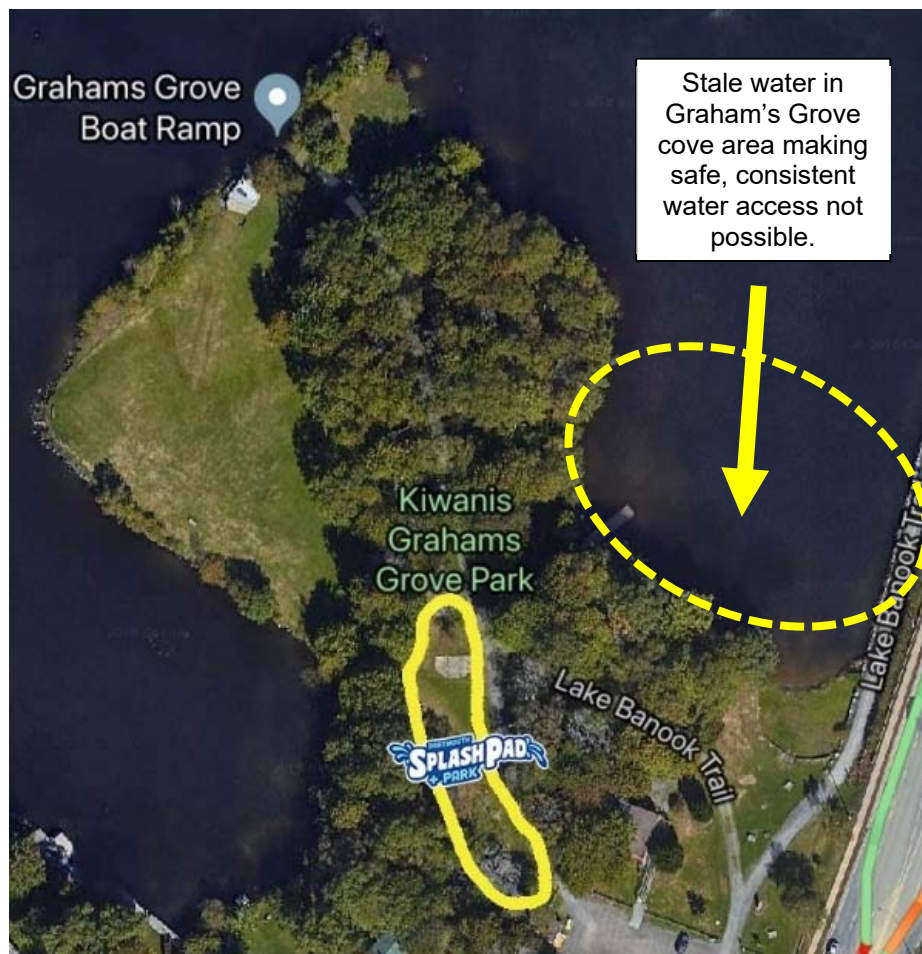 Grahams Grove
Boat Ramp
Stale water in
Graham’s Grove
cove area making
safe, consistent
water access not
possible.
Kiwanis
Grahams
Grove Park
Lake Banook Trail
DARTMOUTH
SPLASH PAD
+ PARK
Lake Banook Tra